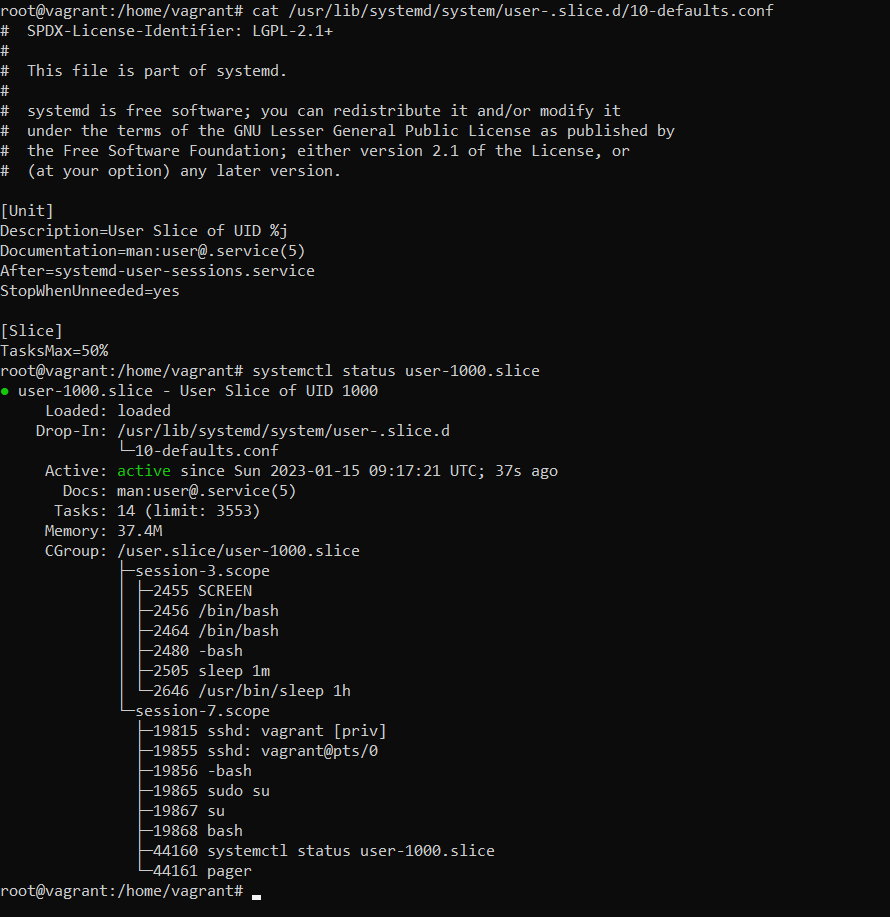 root@vagrant:/home/vagrant# cat /usr/lib/systemd/system/user-.slice.d/10-defaults.conf
#  SPDX-License-Identifier: LGPL-2.1+
#
#  This file is part of systemd.
#
#  systemd is free software; you can redistribute it and/or modify it
#  under the terms of the GNU Lesser General Public License as published by
#  the Free Software Foundation; either version 2.1 of the License, or
#  (at your option) any later version.

[Unit]
Description=User Slice of UID %j
Documentation=man:user@.service(5)
After=systemd-user-sessions.service
StopWhenUnneeded=yes

[Slice]
TasksMax=50%
root@vagrant:/home/vagrant# systemctl status user-1000.slice
● user-1000.slice - User Slice of UID 1000
     Loaded: loaded
    Drop-In: /usr/lib/systemd/system/user-.slice.d
             └─10-defaults.conf
     Active: active since Sun 2023-01-15 09:17:21 UTC; 37s ago
       Docs: man:user@.service(5)
      Tasks: 14 (limit: 3553)
     Memory: 37.4M
     CGroup: /user.slice/user-1000.slice
             ├─session-3.scope
             │ ├─2455 SCREEN
             │ ├─2456 /bin/bash
             │ ├─2464 /bin/bash
             │ ├─2480 -bash
             │ ├─2505 sleep 1m
             │ └─2646 /usr/bin/sleep 1h
             └─session-7.scope
               ├─19815 sshd: vagrant [priv]
               ├─19855 sshd: vagrant@pts/0
               ├─19856 -bash
               ├─19865 sudo su
               ├─19867 su
               ├─19868 bash
               ├─44160 systemctl status user-1000.slice
               └─44161 pager
root@vagrant:/home/vagrant#